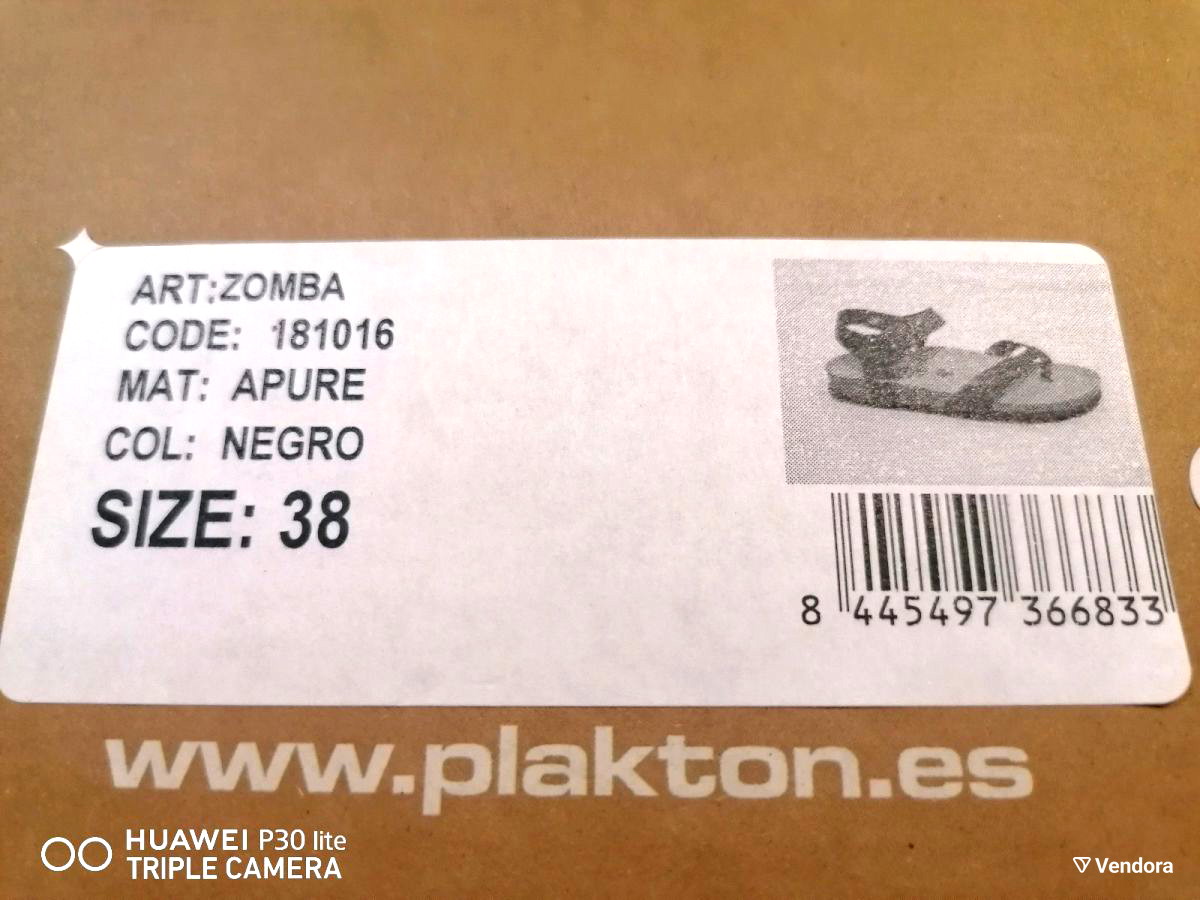 ART:ZOMBA
CODE: 181016
MAT: APURE
COL: NEGRO
SIZE: 38
8 445497 366833
www.plakton.es
HUAWEI P30 lite
TRIPLE CAMERA
Vendora